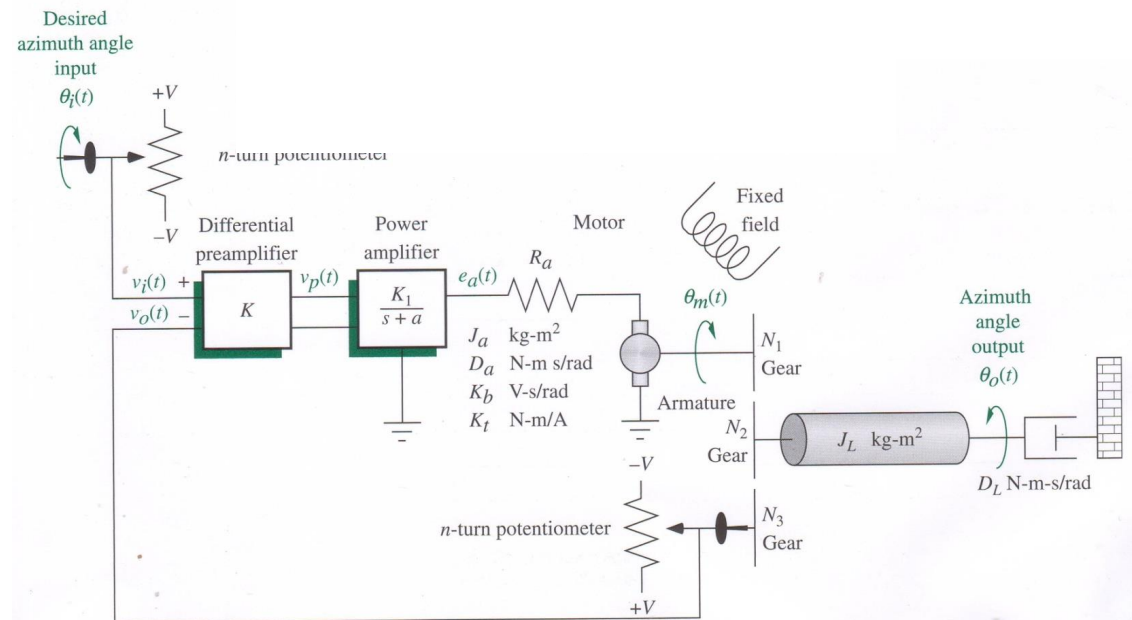 Desired
azimuth angle
input
θi(t)
+V
n-turn potentiometer
−V
Differential
preamplifier
Power
amplifier
Motor
Fixed
field
vi(t) +
vo(t) −
K
vp(t)
K1
s + a
ea(t)
Ra
Ja kg-m²
Da N-m s/rad
Kb V-s/rad
Kt N-m/A
θm(t)
N1
Gear
Armature
N2
Gear
JL kg-m²
Azimuth
angle
output
θo(t)
DL N-m-s/rad
−V
n-turn potentiometer
N3
Gear
+V